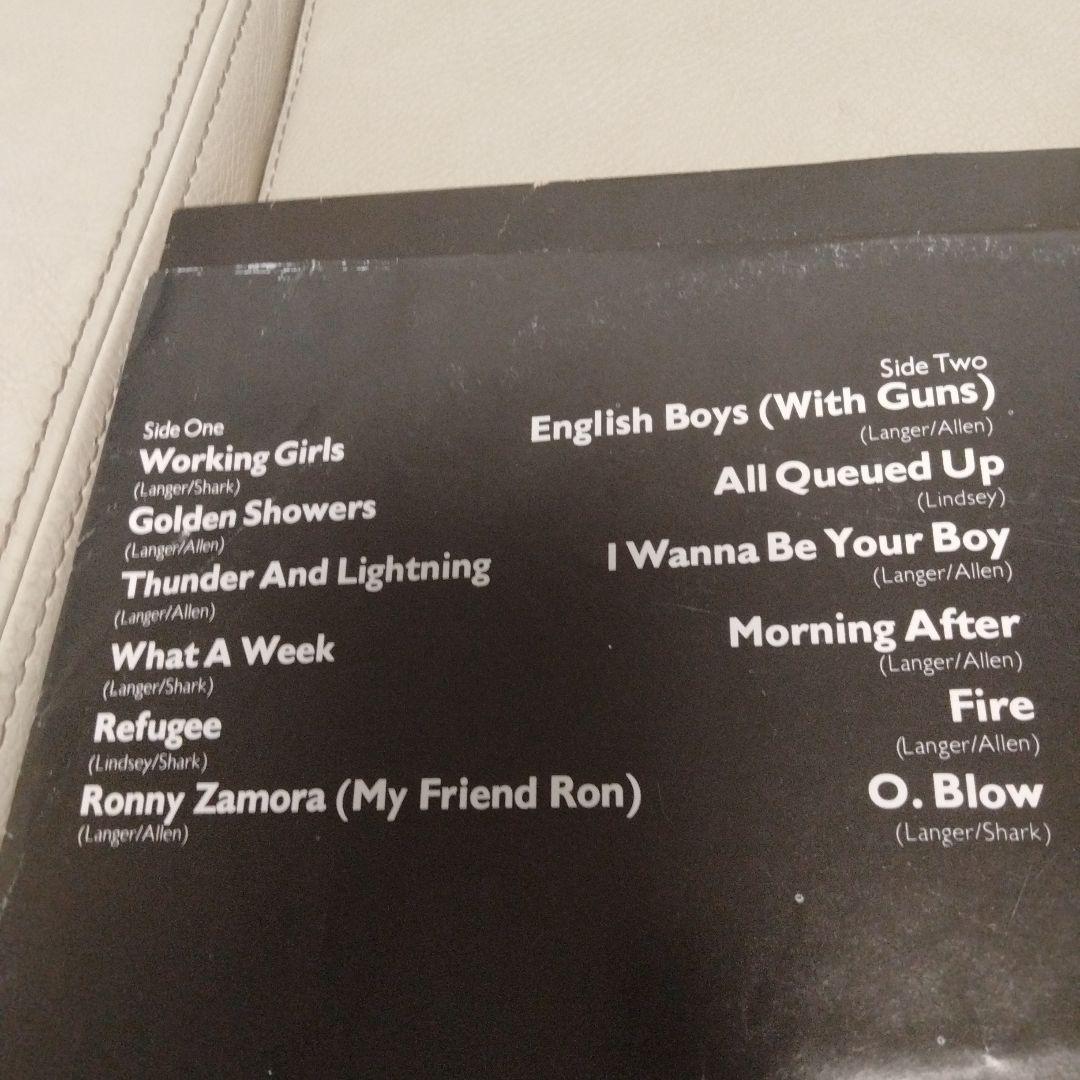 Side One
Working Girls
(Langer/Shark)
Golden Showers
(Langer/Allen)
Thunder And Lightning
(Langer/Allen)
What A Week
(Langer/Shark)
Refugee
(Lindsey/Shark)
Ronny Zamora (My Friend Ron)
(Langer/Allen)
Side Two
English Boys (With Guns)
(Langer/Allen)
All Queued Up
(Lindsey)
I Wanna Be Your Boy
(Langer/Allen)
Morning After
(Langer/Allen)
Fire
(Langer/Allen)
O. Blow
(Langer/Shark)